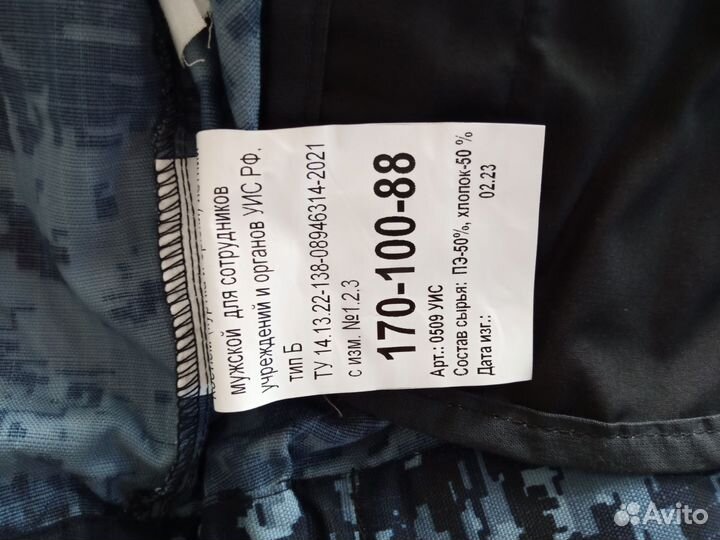 мужской для сотрудников
учреждений и органов УИС РФ.
тип Б
ТУ 14.13.22-138-08946314-2021
с изм. №1.2.3
170-100-88
Арт.: 0509 УИС
Состав сырья: ПЭ-50%, хлопок-50 %
Дата изг.: 02.23
Avito